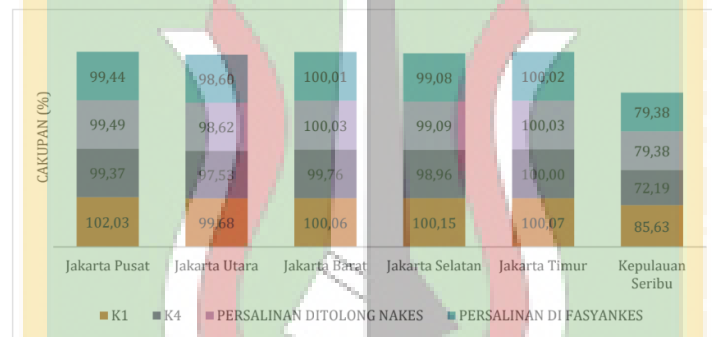 CAKUPAN (%)
99,44 98,60 100,01 99,08 100,02
99,49 98,62 100,03 99,09 100,03 79,38
79,38
99,37 97,53 99,76 98,96 100,00 72,19
102,03 99,68 100,06 100,15 100,07 85,63
Jakarta Pusat Jakarta Utara Jakarta Barat Jakarta Selatan Jakarta Timur Kepulauan
Seribu
K1 K4 PERSALINAN DITOLONG NAKES PERSALINAN DI FASYANKES